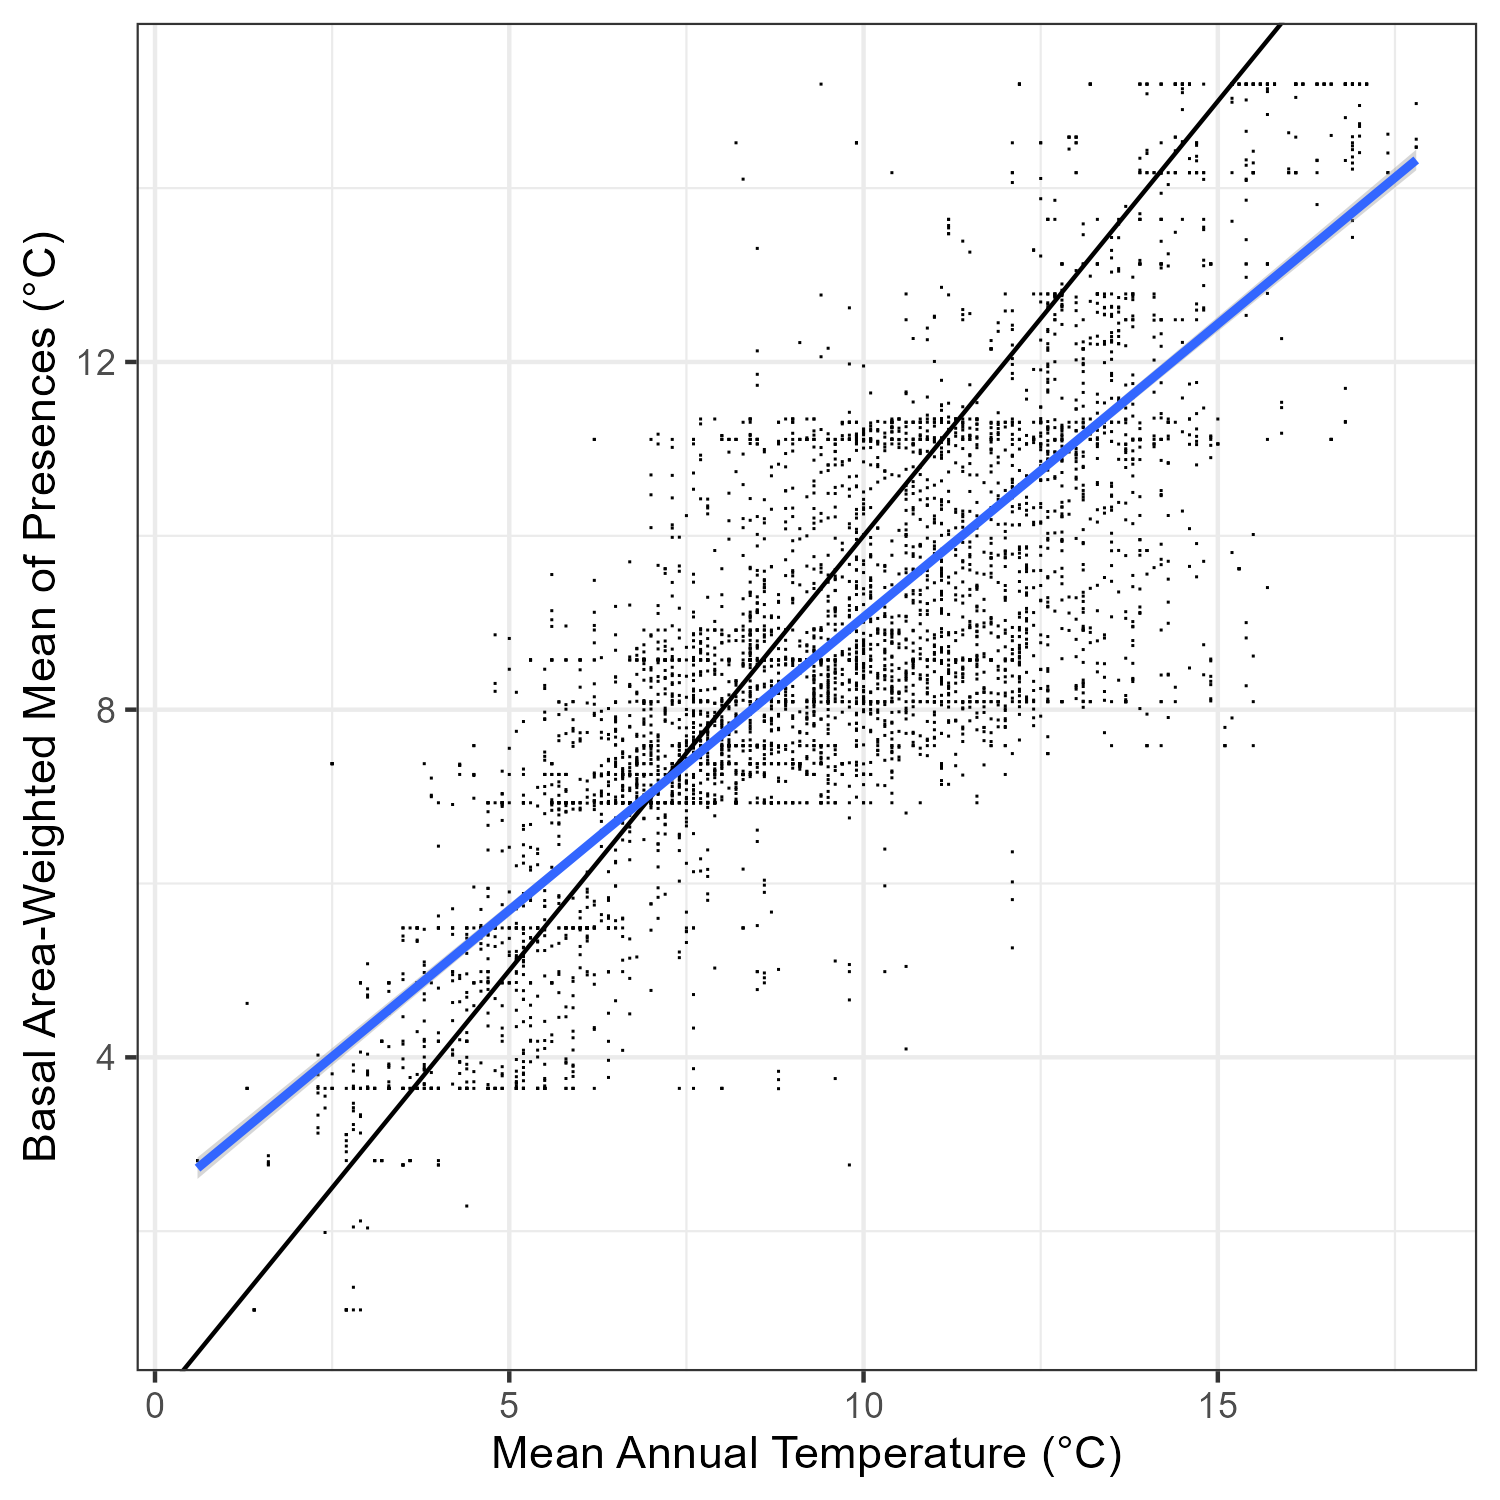 Basal Area-Weighted Mean of Presences (°C)
12
8
4
0 5 10 15
Mean Annual Temperature (°C)